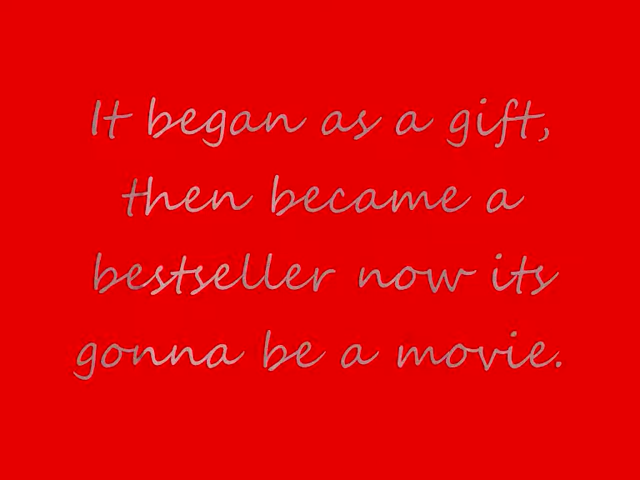 It began as a gift,
then became a
bestseller now its
gonna be a movie.